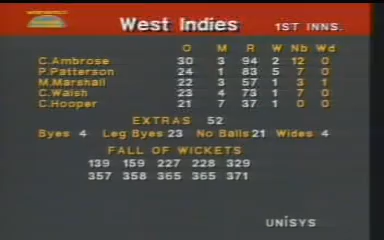 West Indies 1ST INNS.
O M R W Nb Wd
C.Ambrose 30 3 94 2 12 0
P.Patterson 24 1 83 5 7 0
M.Marshall 22 3 57 1 3 1
C.Walsh 23 4 73 1 7 0
C.Hooper 21 7 37 1 0 0
EXTRAS 52
Byes 4 Leg Byes 23 No Balls 21 Wides 4
FALL OF WICKETS
139 159 227 228 329
357 358 365 365 371
UNiSYS